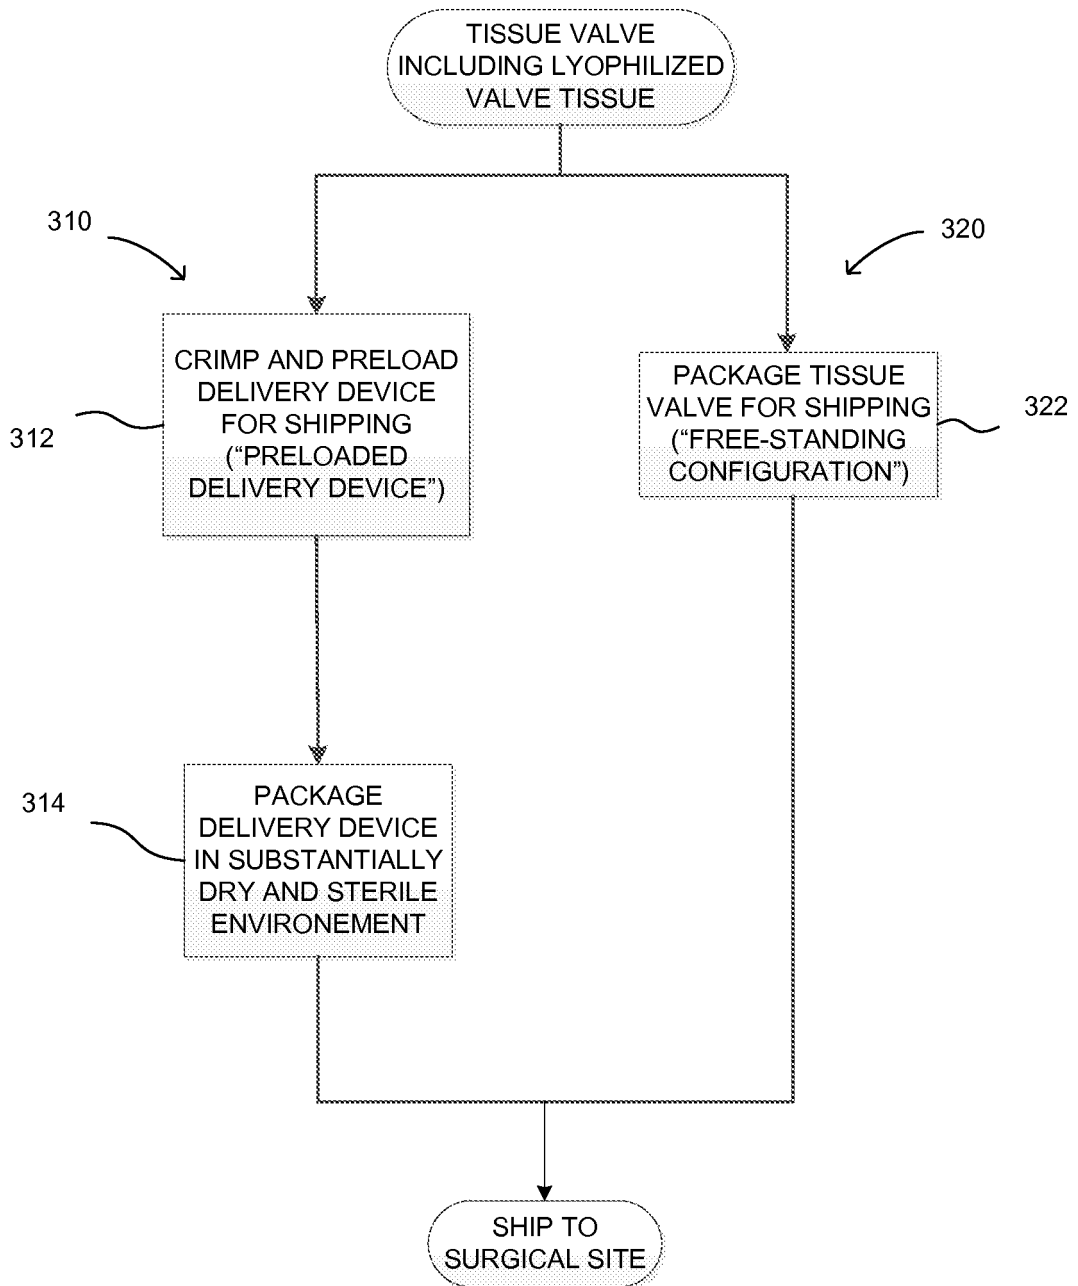 TISSUE VALVE
INCLUDING LYOPHILIZED
VALVE TISSUE
310
320
CRIMP AND PRELOAD
DELIVERY DEVICE
FOR SHIPPING
(“PRELOADED
DELIVERY DEVICE”)
312
PACKAGE TISSUE
VALVE FOR SHIPPING
(“FREE-STANDING
CONFIGURATION”)
322
314
PACKAGE
DELIVERY DEVICE
IN SUBSTANTIALLY
DRY AND STERILE
ENVIRONEMENT
SHIP TO
SURGICAL SITE